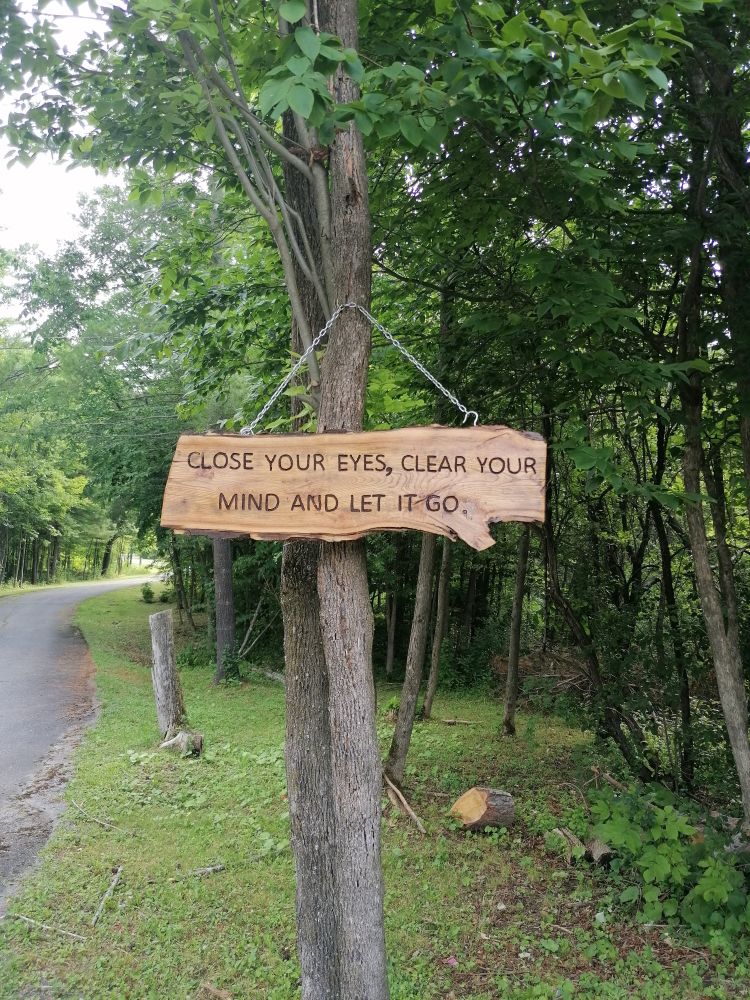 CLOSE YOUR EYES, CLEAR YOUR
MIND AND LET IT GO.